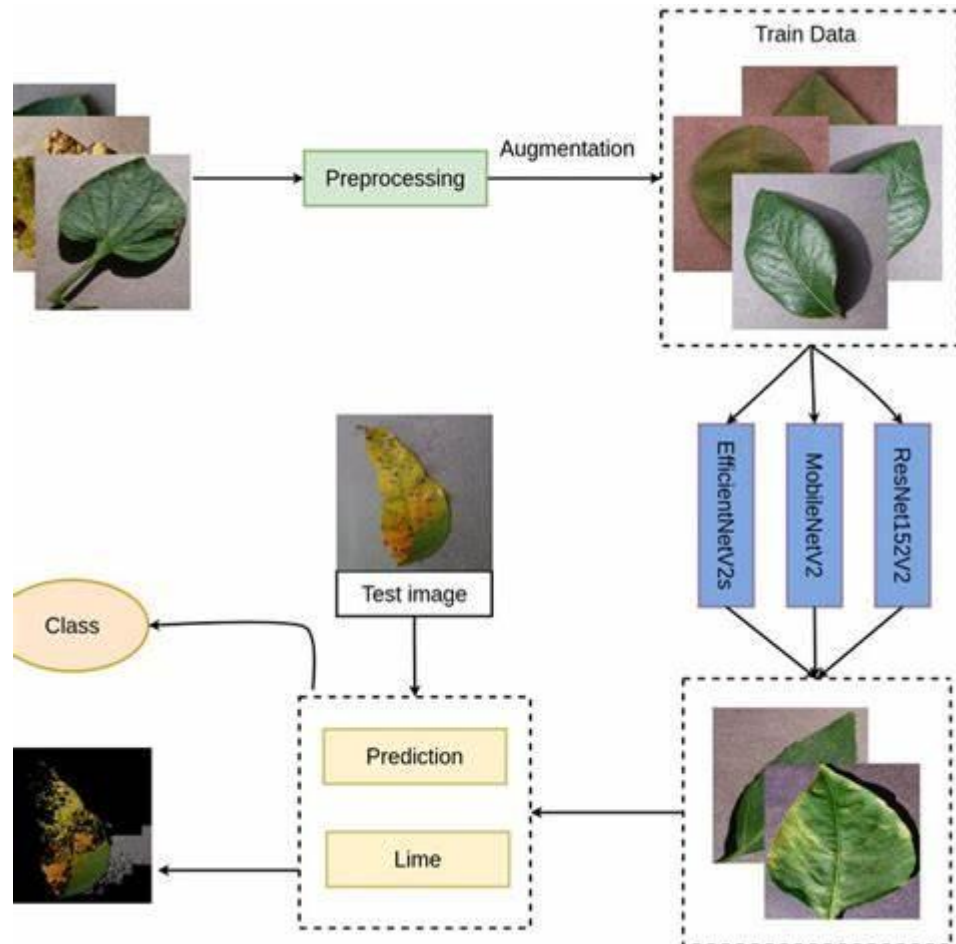 Train Data
Preprocessing
Augmentation
EfficientNetV2s
MobileNetV2
ResNet152V2
Test image
Class
Prediction
Lime